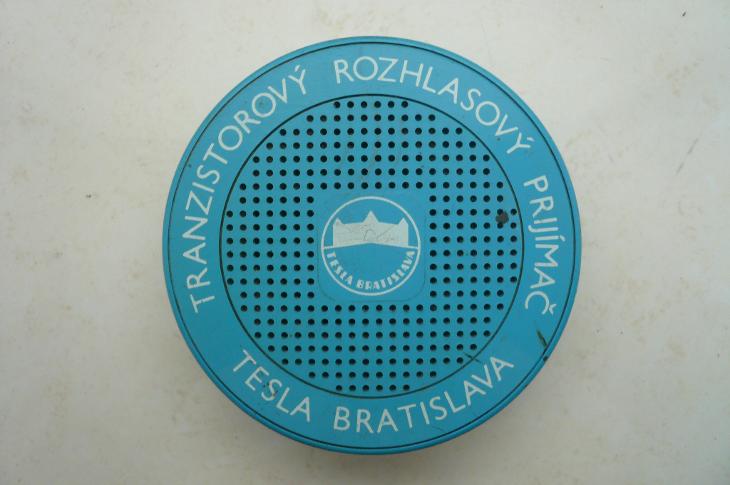 TRANZISTOROVÝ ROZHLASOVÝ PRIJÍMAČ
TESLA BRATISLAVA
TESLA BRATISLAVA